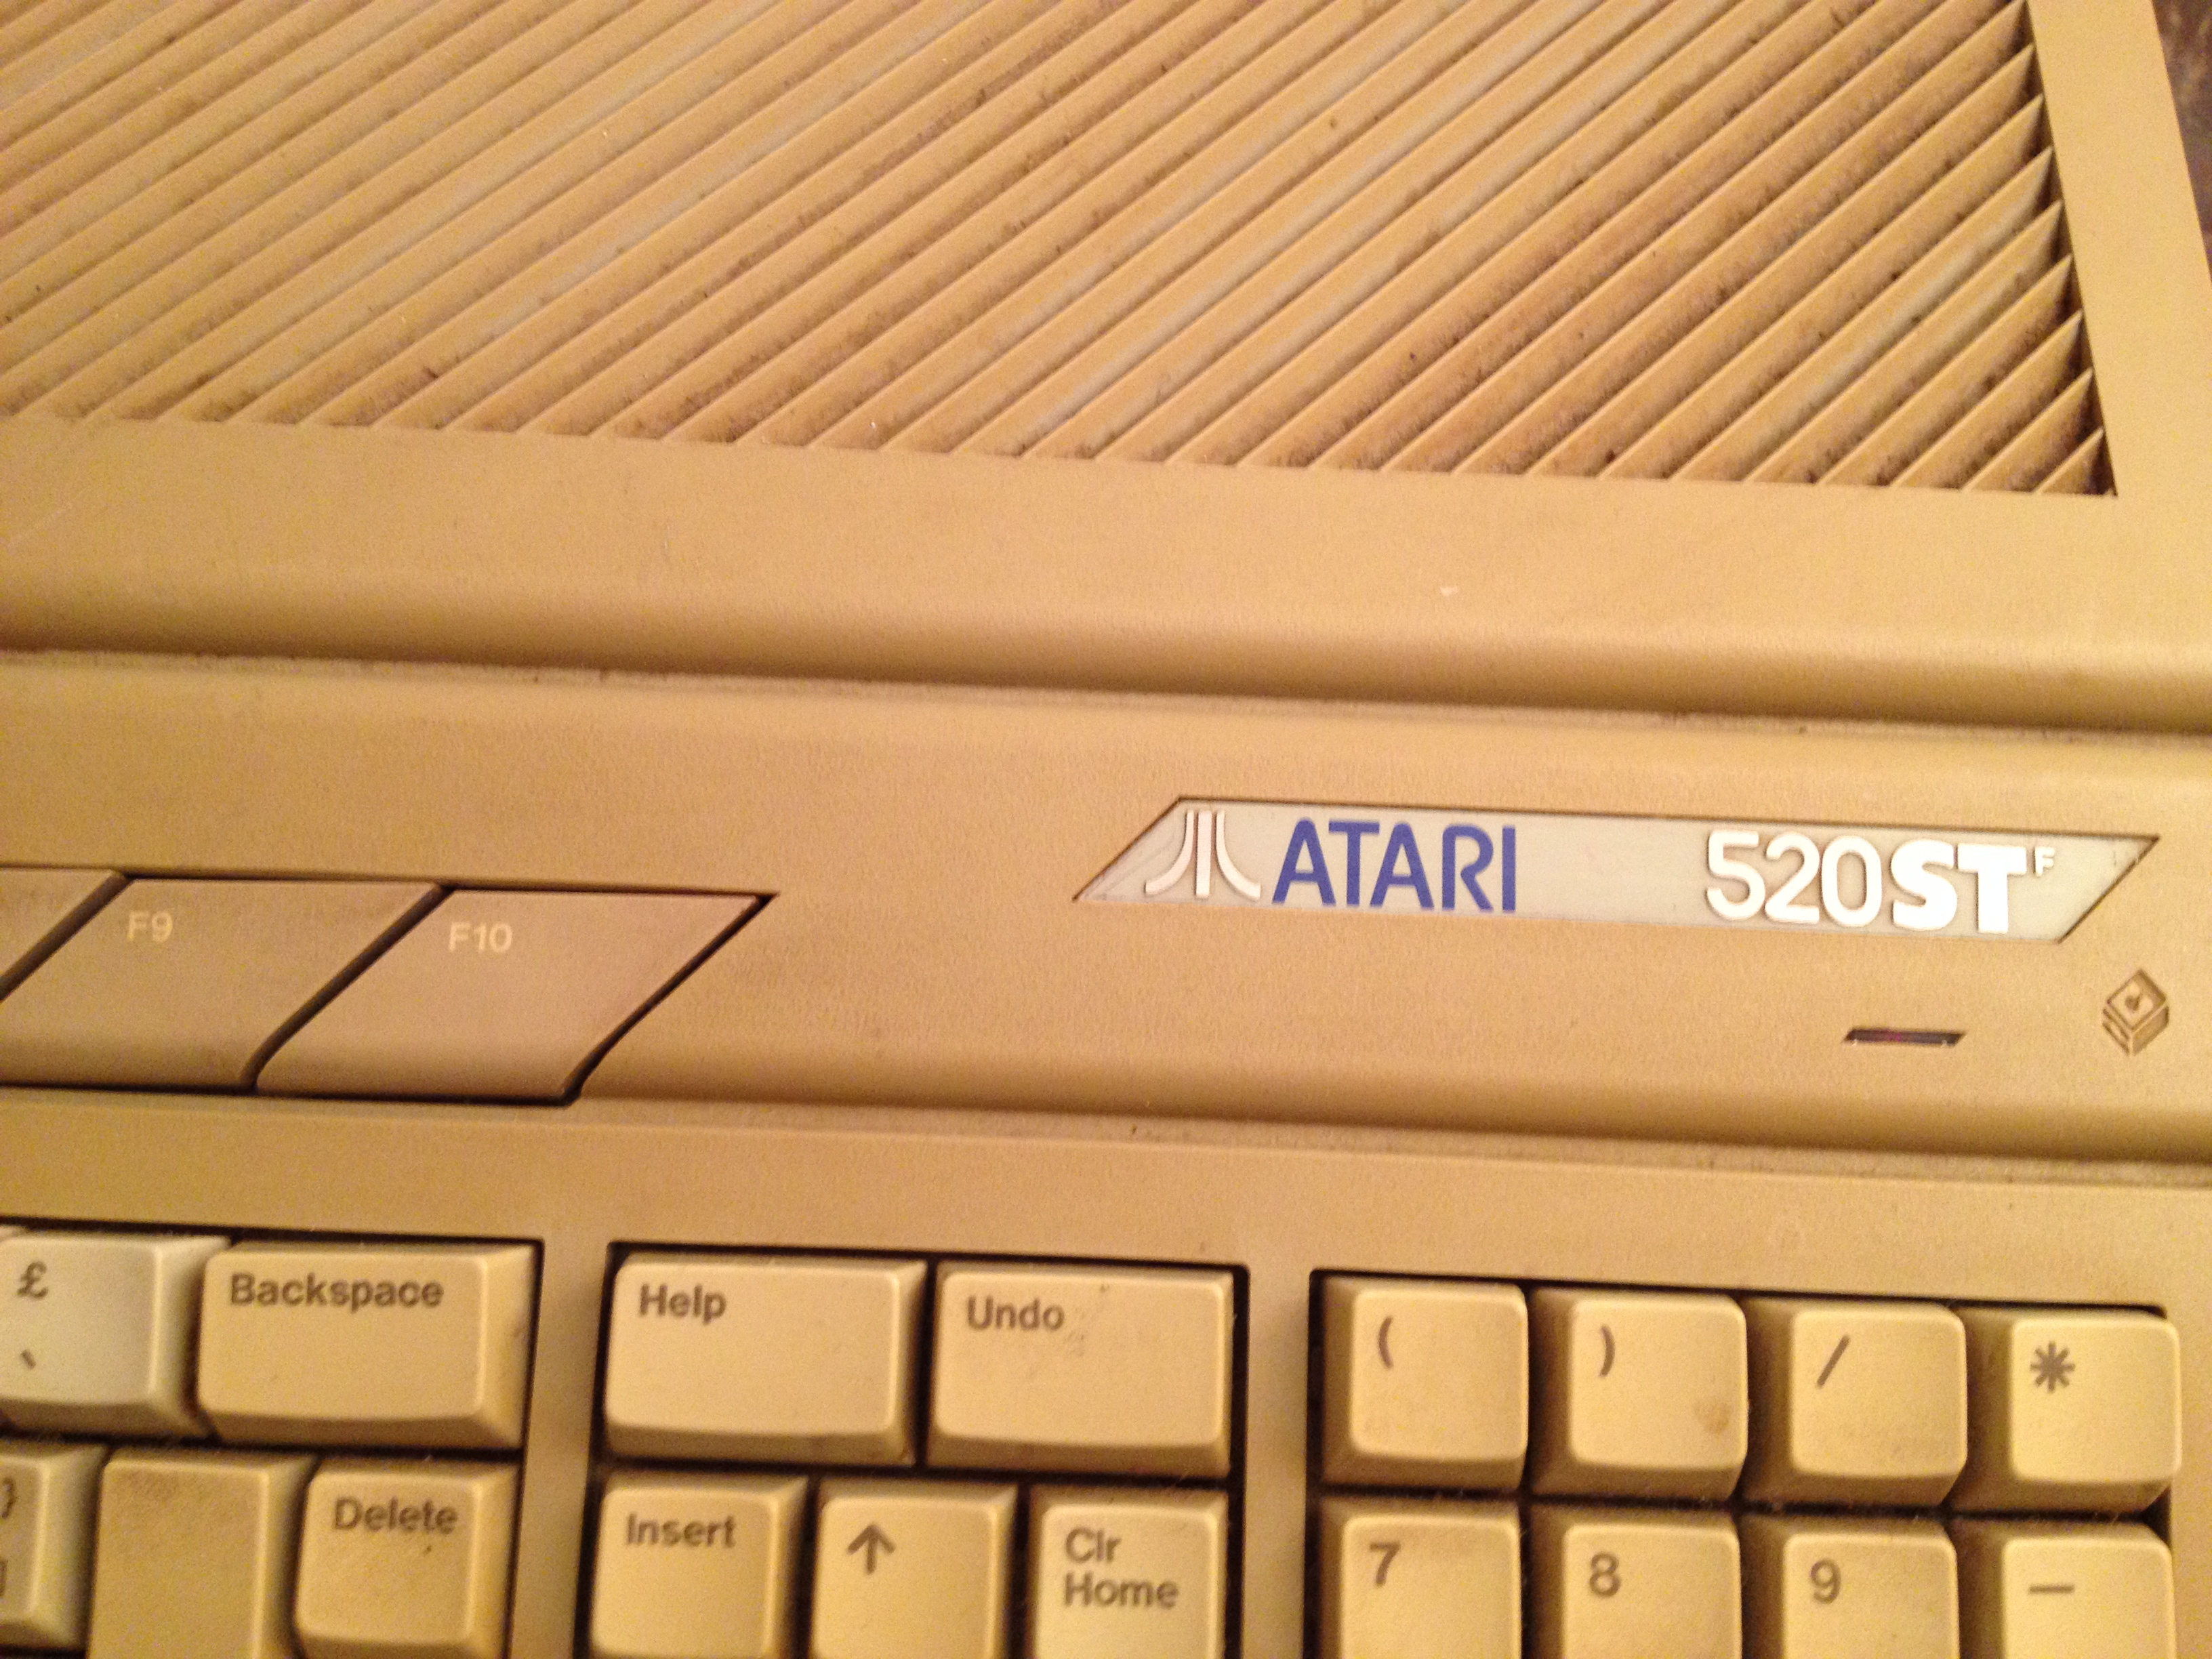 ATARI 520STF
F9 F10
£ Backspace Help Undo ( ) / *
`
} Delete Insert ↑ Clr Home 7 8 9 −
]